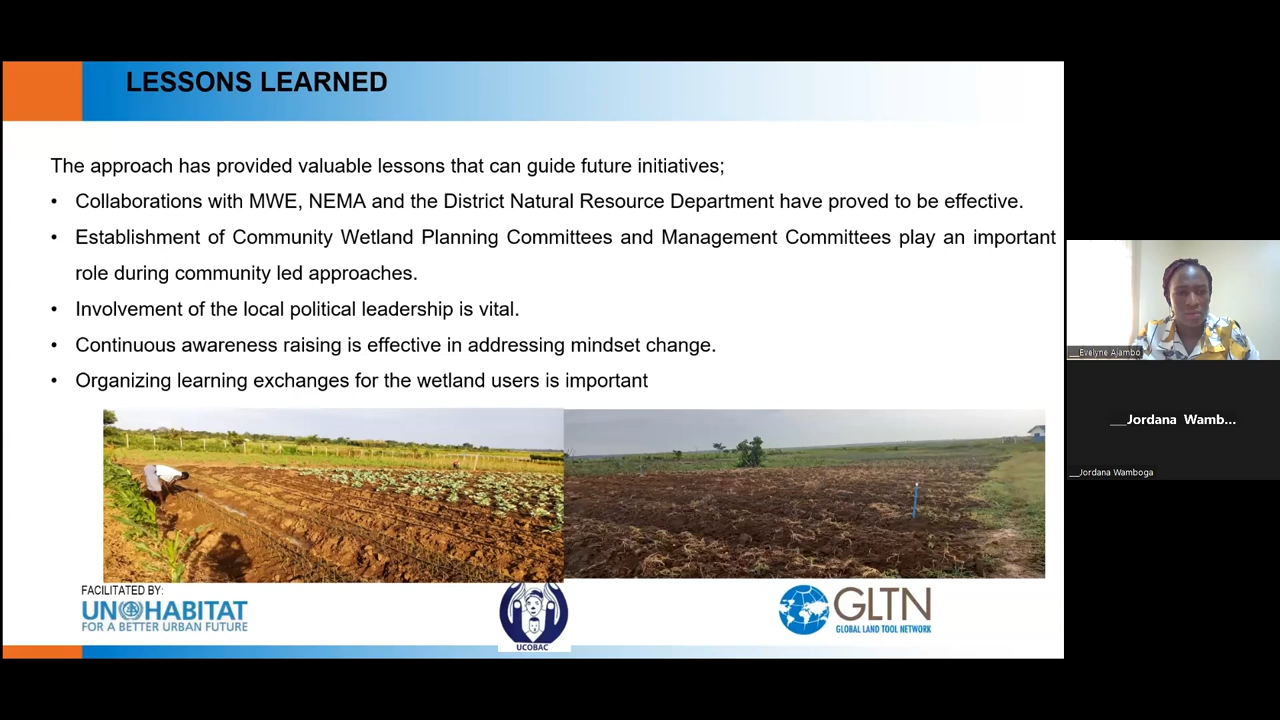 LESSONS LEARNED
The approach has provided valuable lessons that can guide future initiatives;
• Collaborations with MWE, NEMA and the District Natural Resource Department have proved to be effective.
• Establishment of Community Wetland Planning Committees and Management Committees play an important
role during community led approaches.
• Involvement of the local political leadership is vital.
• Continuous awareness raising is effective in addressing mindset change.
• Organizing learning exchanges for the wetland users is important
__Evelyne Ajambo
__Jordana Wamb...
__Jordana Wamboga
FACILITATED BY:
UN HABITAT
FOR A BETTER URBAN FUTURE
UCOBAC
GLTN
GLOBAL LAND TOOL NETWORK